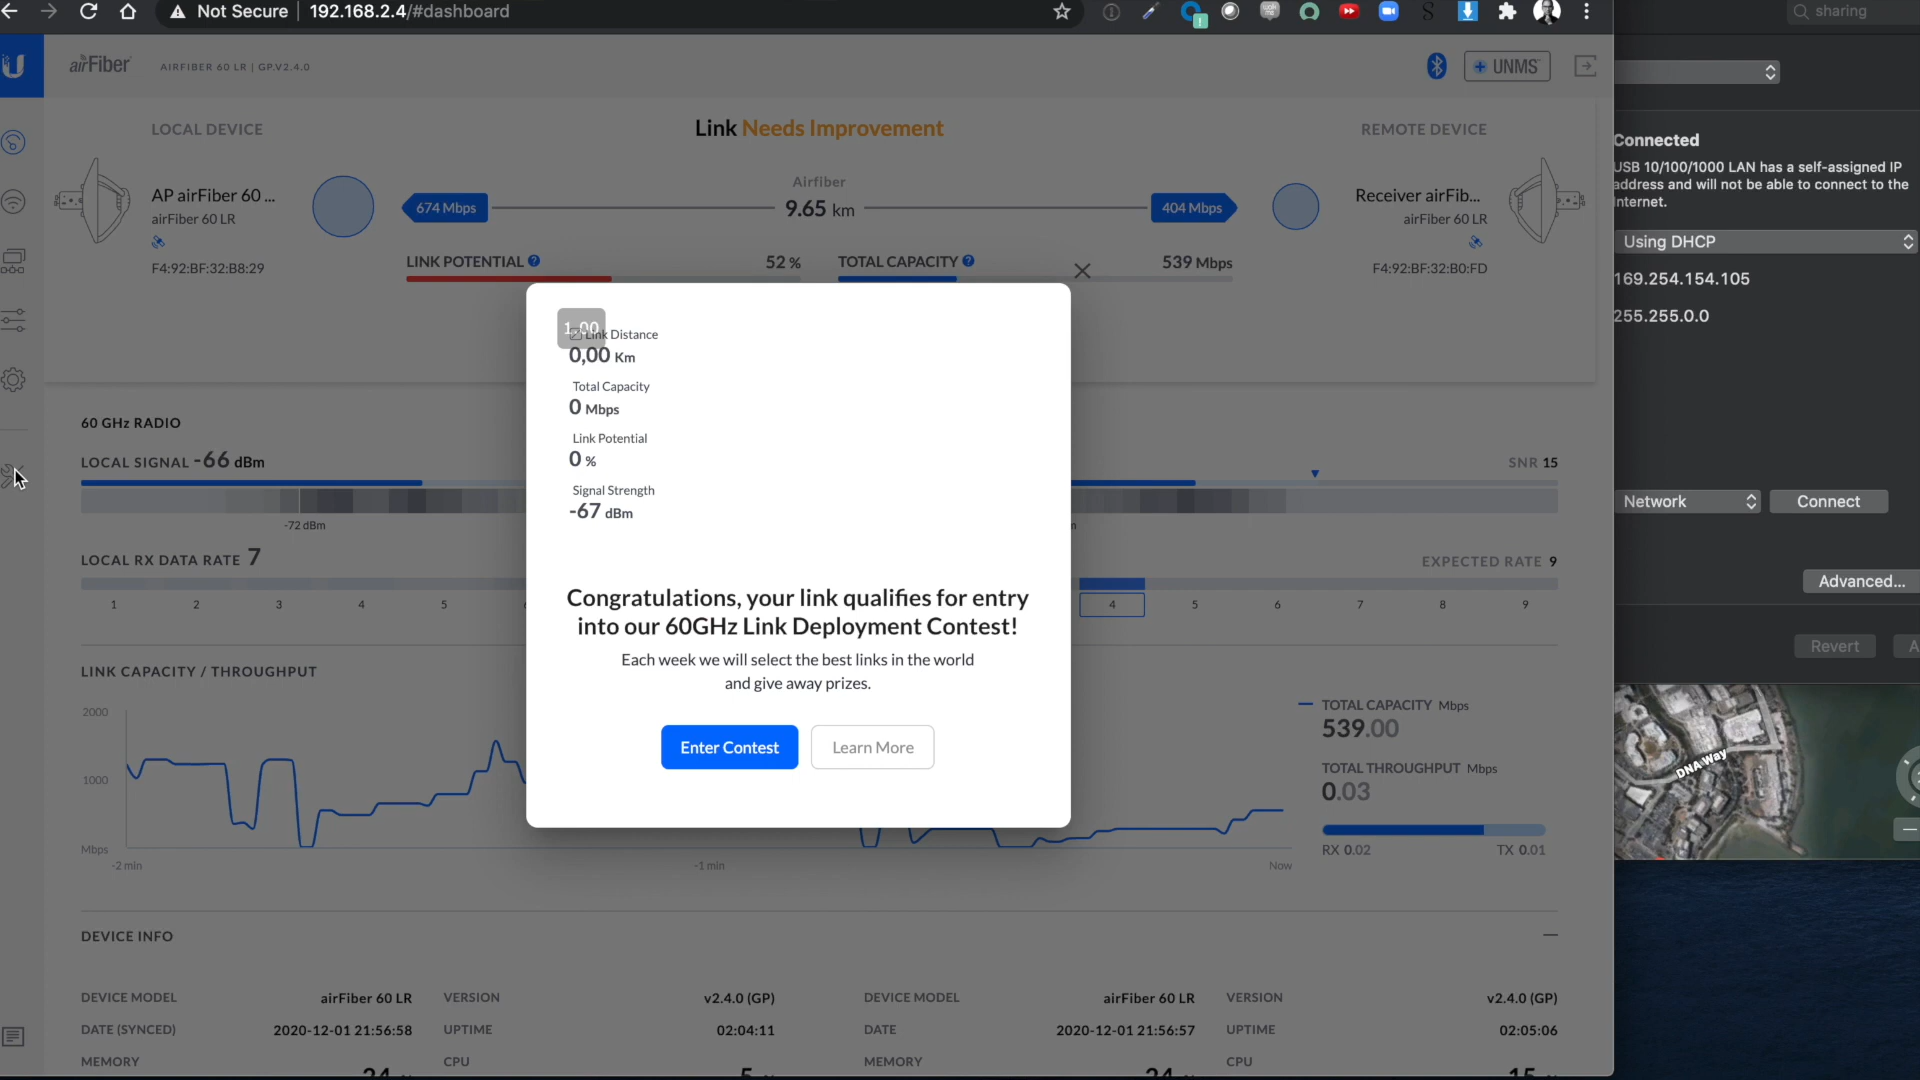 Not Secure | 192.168.2.4/#dashboard
sharing
airFiber AIRFIBER 60 LR | GP.V2.4.0
UNMS
LOCAL DEVICE
Link Needs Improvement
REMOTE DEVICE
AP airFiber 60 ...
airFiber 60 LR
F4:92:BF:32:B8:29
674 Mbps
Airfiber
9.65 km
404 Mbps
Receiver airFib...
airFiber 60 LR
F4:92:BF:32:B0:FD
LINK POTENTIAL ? 52 %
TOTAL CAPACITY ? 539 Mbps
Connected
USB 10/100/1000 LAN has a self-assigned IP
address and will not be able to connect to the
Internet.
Using DHCP
169.254.154.105
255.255.0.0
Network
Connect
Advanced...
Revert
DNA Way
1.00
Link Distance
0,00 Km
Total Capacity
0 Mbps
Link Potential
0 %
Signal Strength
-67 dBm
Congratulations, your link qualifies for entry
into our 60GHz Link Deployment Contest!
Each week we will select the best links in the world
and give away prizes.
Enter Contest
Learn More
60 GHz RADIO
LOCAL SIGNAL -66 dBm
SNR 15
-72 dBm
LOCAL RX DATA RATE 7
EXPECTED RATE 9
1 2 3 4 5
4 5 6 7 8 9
LINK CAPACITY / THROUGHPUT
2000
1000
Mbps
-2 min
-1 min
Now
TOTAL CAPACITY Mbps
539.00
TOTAL THROUGHPUT Mbps
0.03
RX 0.02
TX 0.01
DEVICE INFO
DEVICE MODEL airFiber 60 LR VERSION v2.4.0 (GP) DEVICE MODEL airFiber 60 LR VERSION v2.4.0 (GP)
DATE (SYNCED) 2020-12-01 21:56:58 UPTIME 02:04:11 DATE 2020-12-01 21:56:57 UPTIME 02:05:06
MEMORY CPU MEMORY CPU